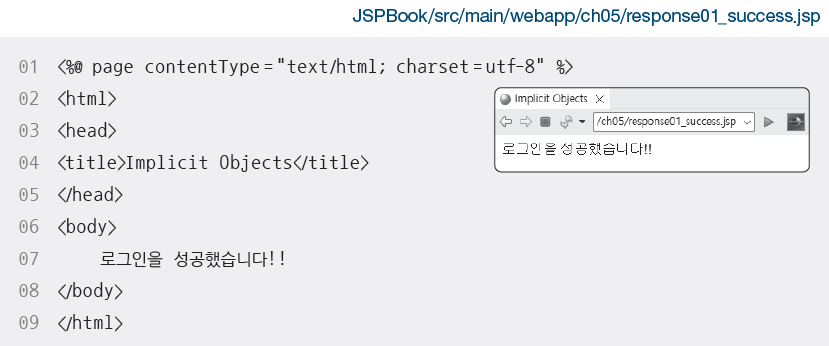 JSPBook/src/main/webapp/ch05/response01_success.jsp
01 <%@ page contentType="text/html; charset=utf-8" %>
02 <html>
03 <head>
04 <title>Implicit Objects</title>
05 </head>
06 <body>
07 로그인을 성공했습니다!!
08 </body>
09 </html>
Implicit Objects
/ch05/response01_success.jsp
로그인을 성공했습니다!!